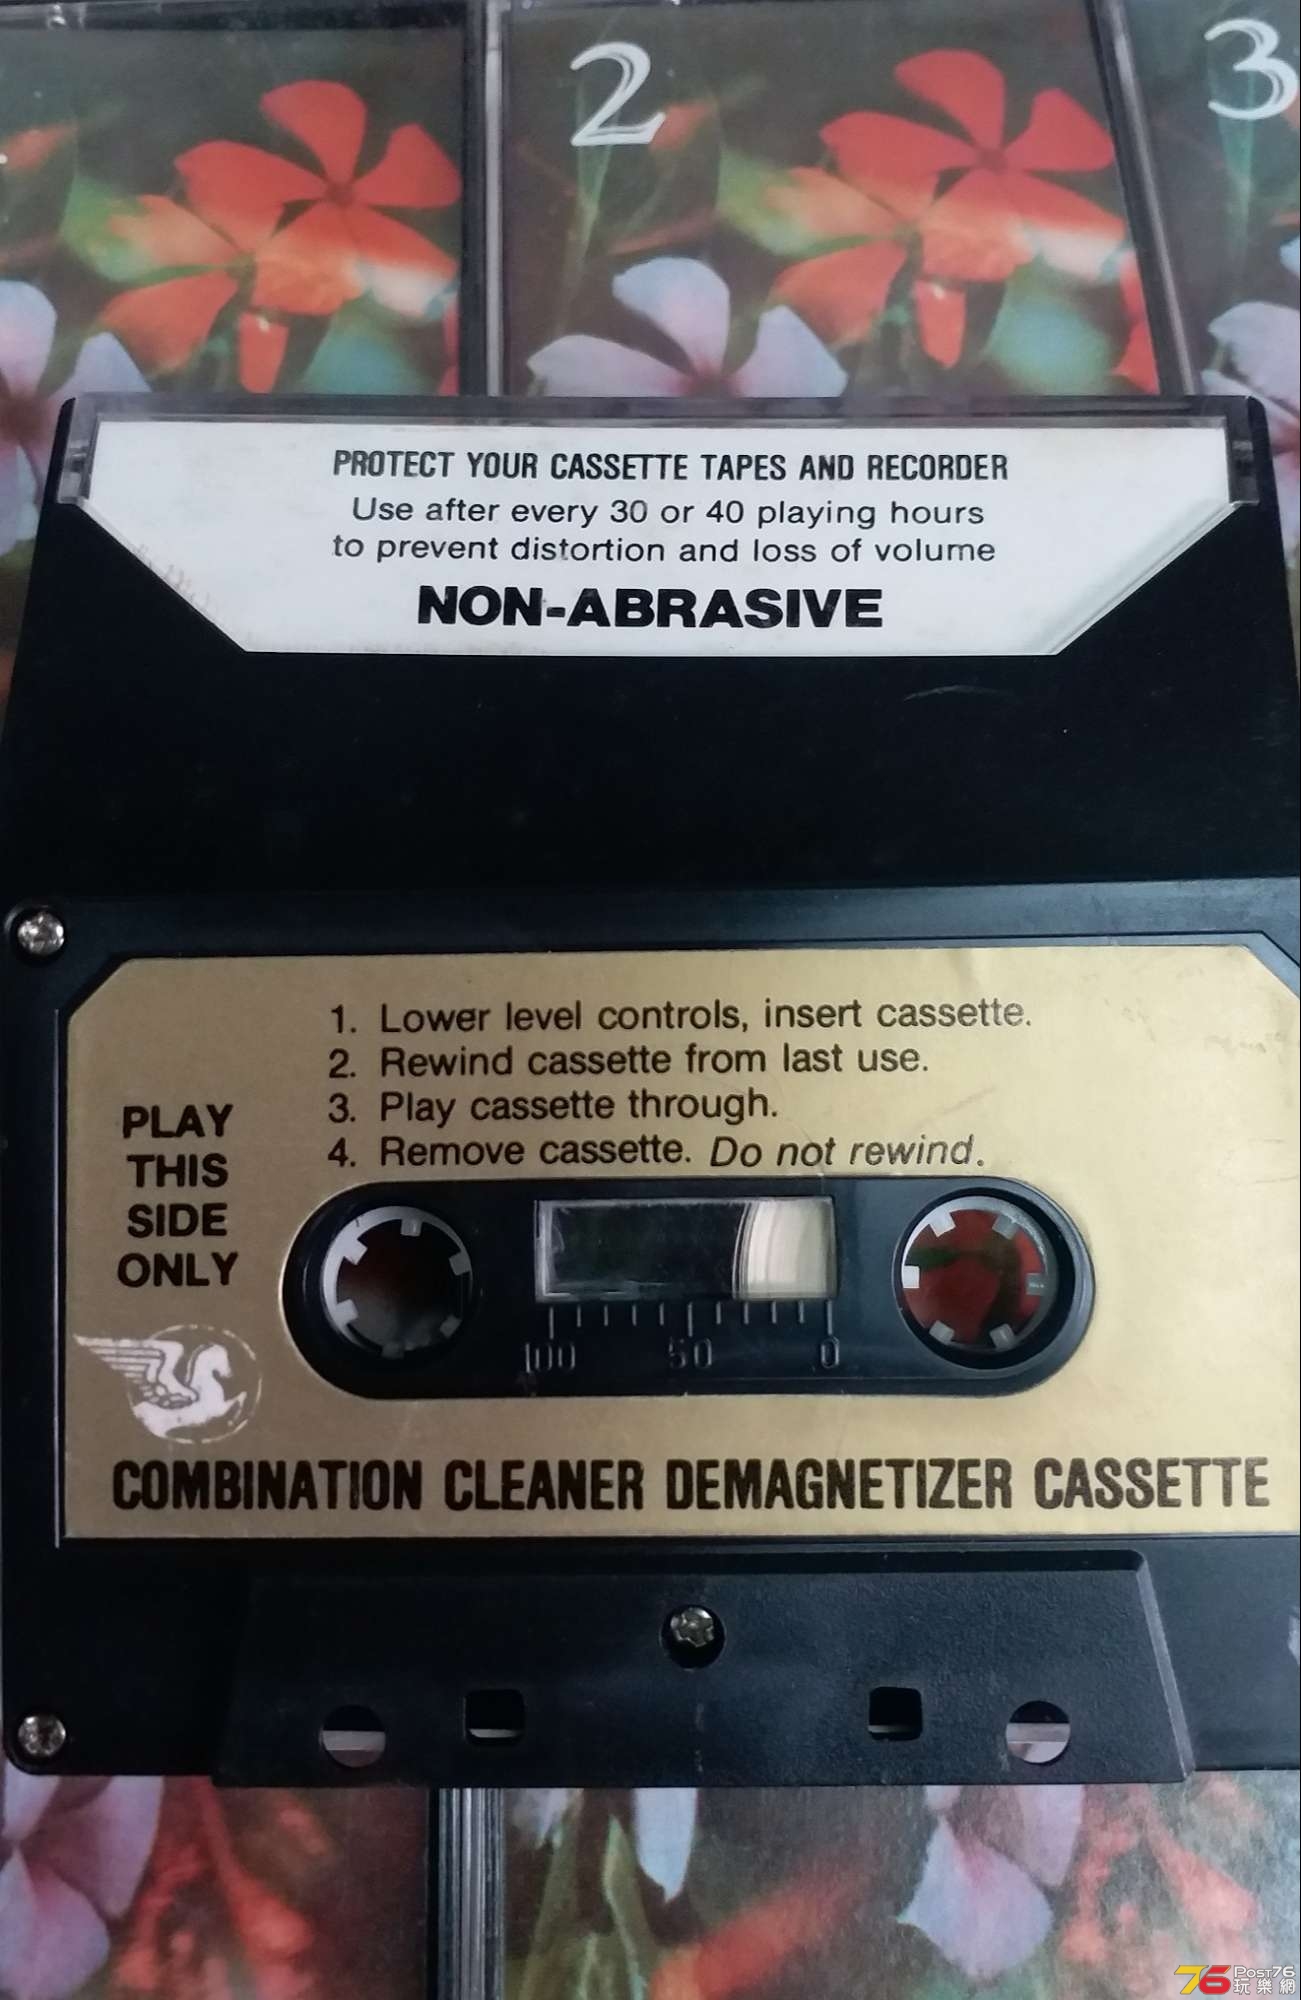 2
3
PROTECT YOUR CASSETTE TAPES AND RECORDER
Use after every 30 or 40 playing hours
to prevent distortion and loss of volume
NON-ABRASIVE
1. Lower level controls, insert cassette.
2. Rewind cassette from last use.
3. Play cassette through.
4. Remove cassette. Do not rewind.
PLAY
THIS
SIDE
ONLY
100 50 0
COMBINATION CLEANER DEMAGNETIZER CASSETTE
76 POST76
玩樂網